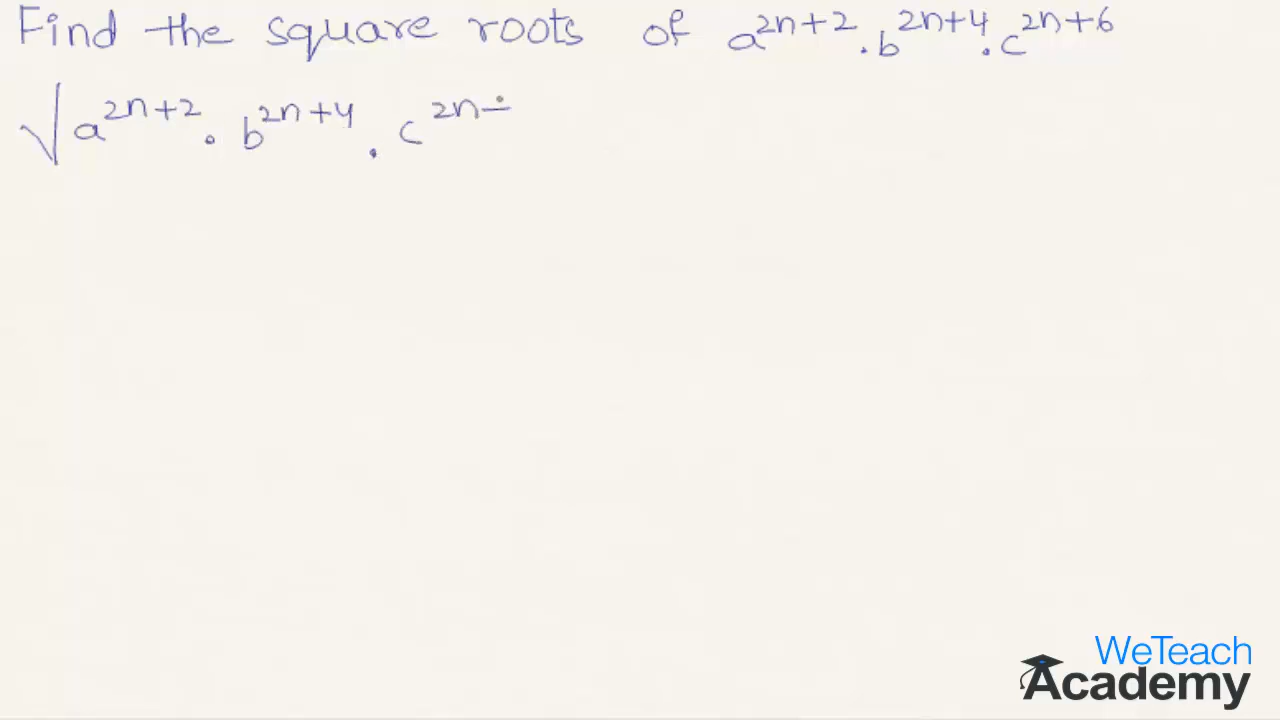 Find the square roots of a^{2n+2} . b^{2n+4} . c^{2n+6}
√a^{2n+2} . b^{2n+4} . c^{2n-
WeTeach
Academy